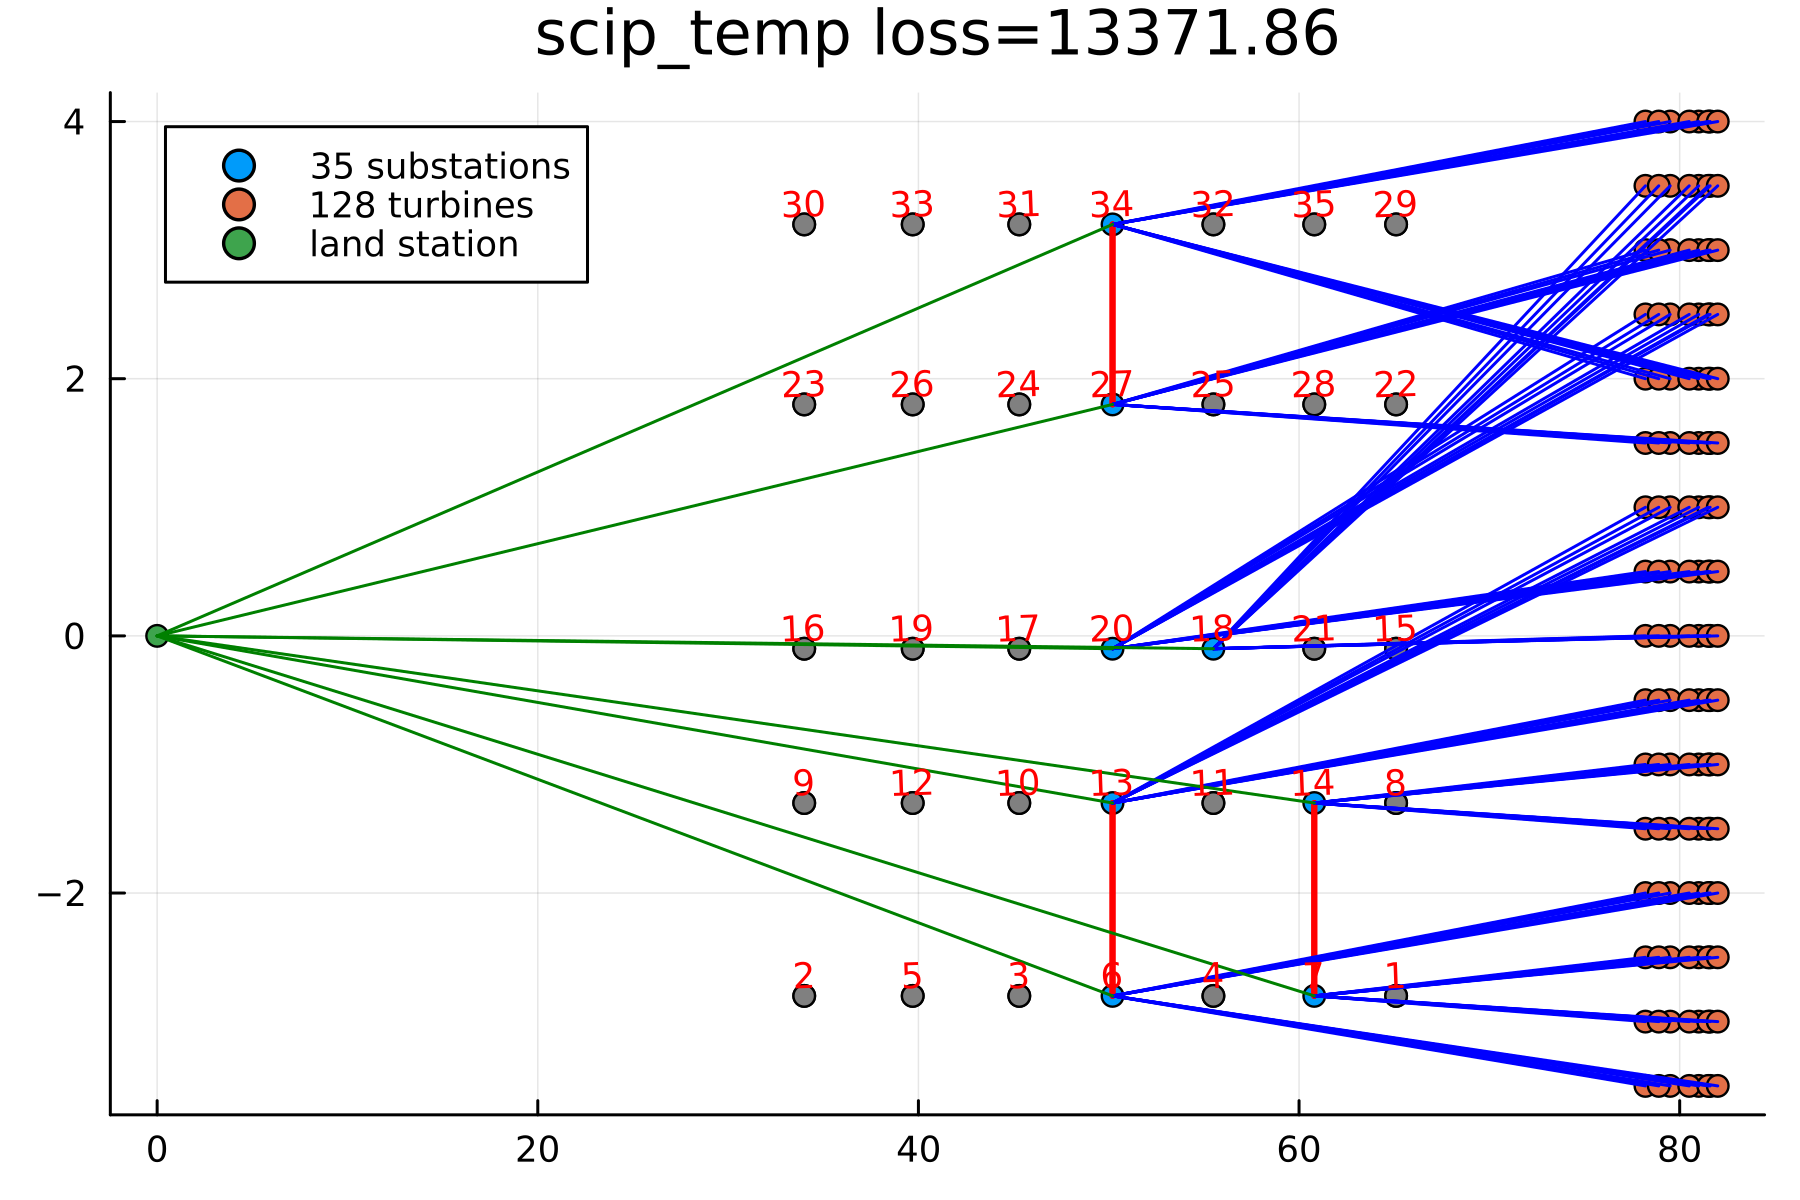 scip_temp loss=13371.86
4
35 substations
128 turbines
land station
30 33 31 34 32 35 29
2
23 26 24 27 25 28 22
0
16 19 17 20 18 21 15
9 12 10 13 11 14 8
−2
2 5 3 6 4 7 1
0 20 40 60 80